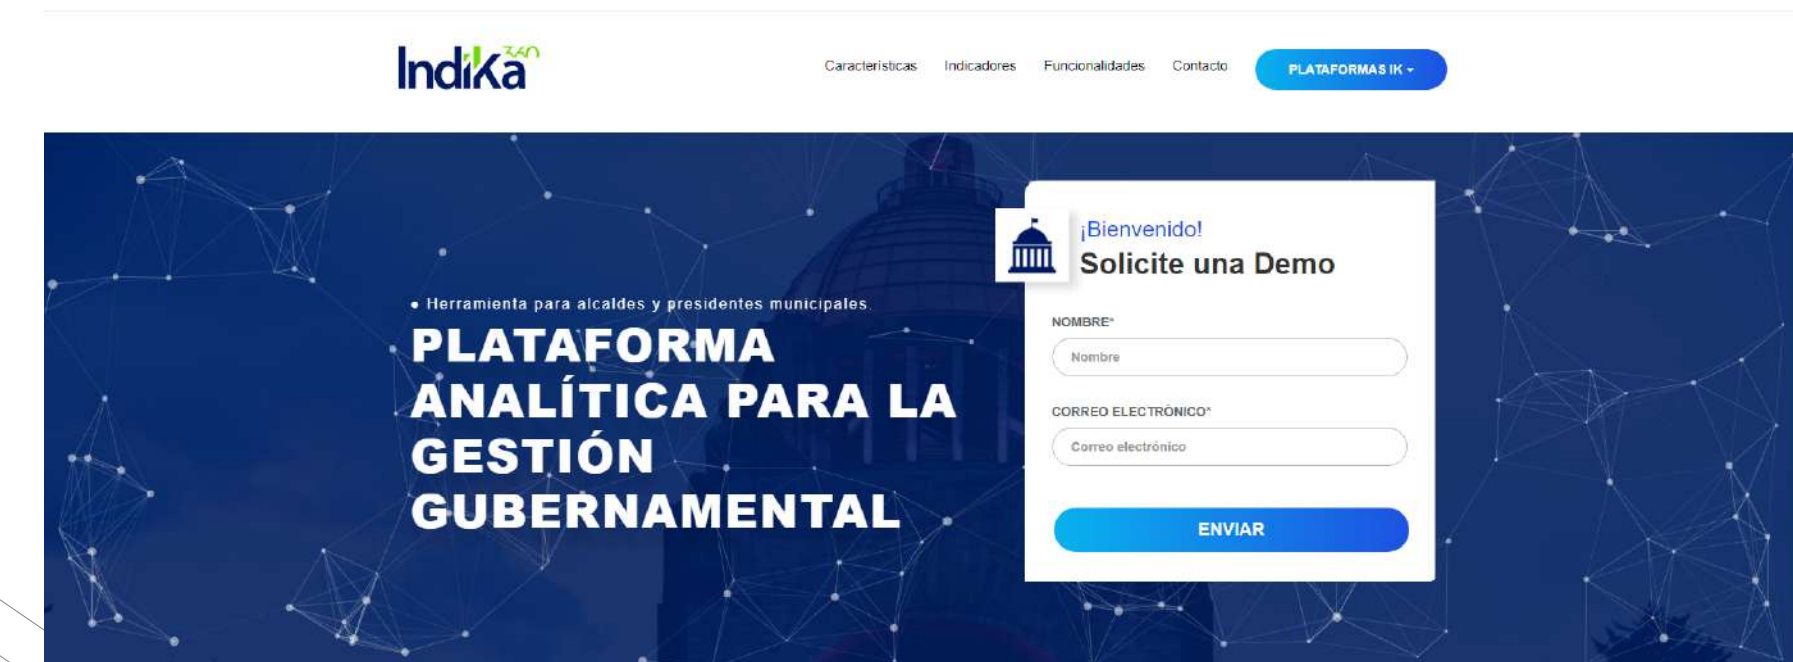 Indika 360
Características Indicadores Funcionalidades Contacto PLATAFORMAS IK
• Herramienta para alcaldes y presidentes municipales.
PLATAFORMA
ANALÍTICA PARA LA
GESTIÓN
GUBERNAMENTAL
¡Bienvenido!
Solicite una Demo
NOMBRE*
Nombre
CORREO ELECTRÓNICO*
Correo electrónico
ENVIAR